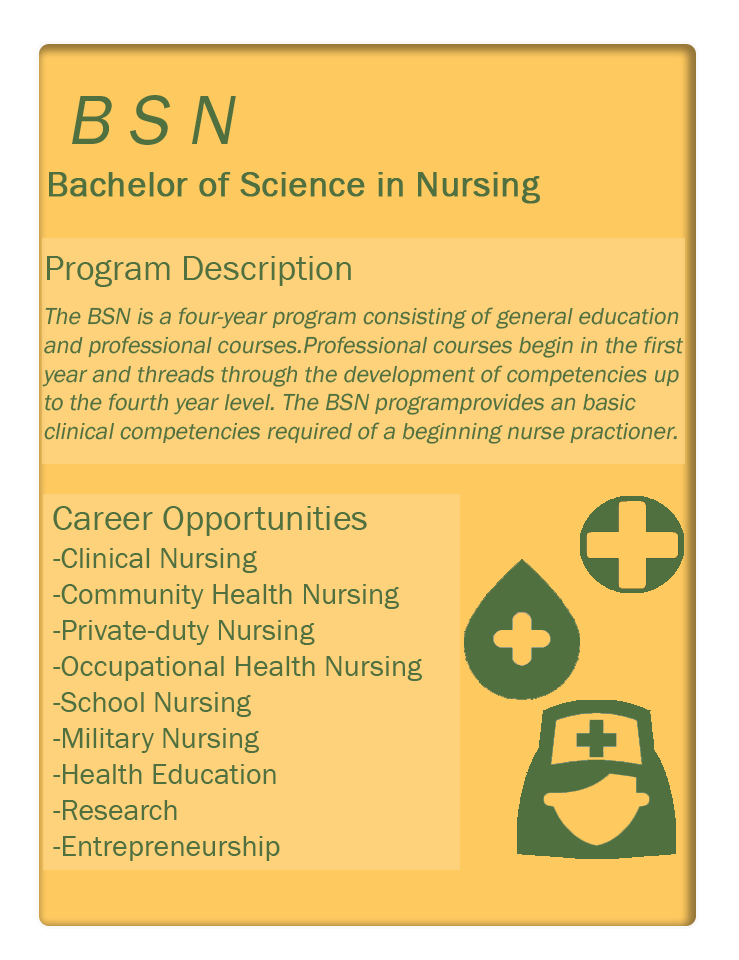 B S N
Bachelor of Science in Nursing
Program Description
The BSN is a four-year program consisting of general education
and professional courses.Professional courses begin in the first
year and threads through the development of competencies up
to the fourth year level. The BSN programprovides an basic
clinical competencies required of a beginning nurse practioner.
Career Opportunities
-Clinical Nursing
-Community Health Nursing
-Private-duty Nursing
-Occupational Health Nursing
-School Nursing
-Military Nursing
-Health Education
-Research
-Entrepreneurship